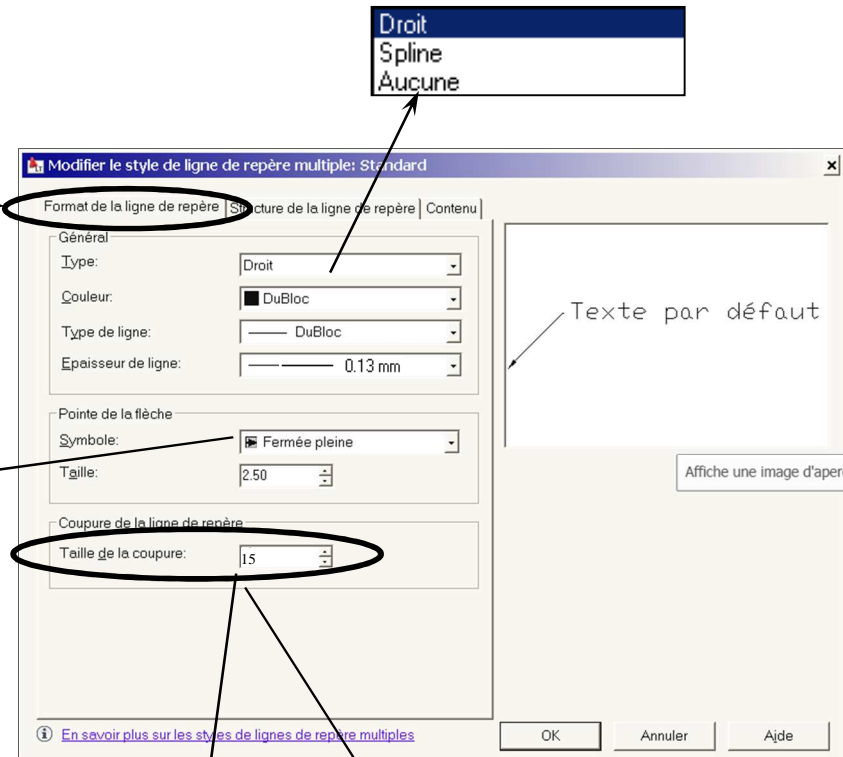 Droit
Spline
Aucune
Modifier le style de ligne de repère multiple: Standard
Format de la ligne de repère
Structure de la ligne de repère
Contenu
Général
Type:
Droit
Couleur:
DuBloc
Type de ligne:
DuBloc
Epaisseur de ligne:
0.13 mm
Pointe de la flèche
Symbole:
Fermée pleine
Taille:
2.50
Coupure de la ligne de repère
Taille de la coupure:
15
Texte par défaut
Affiche une image d'aper
En savoir plus sur les styles de lignes de repère multiples
OK
Annuler
Aide